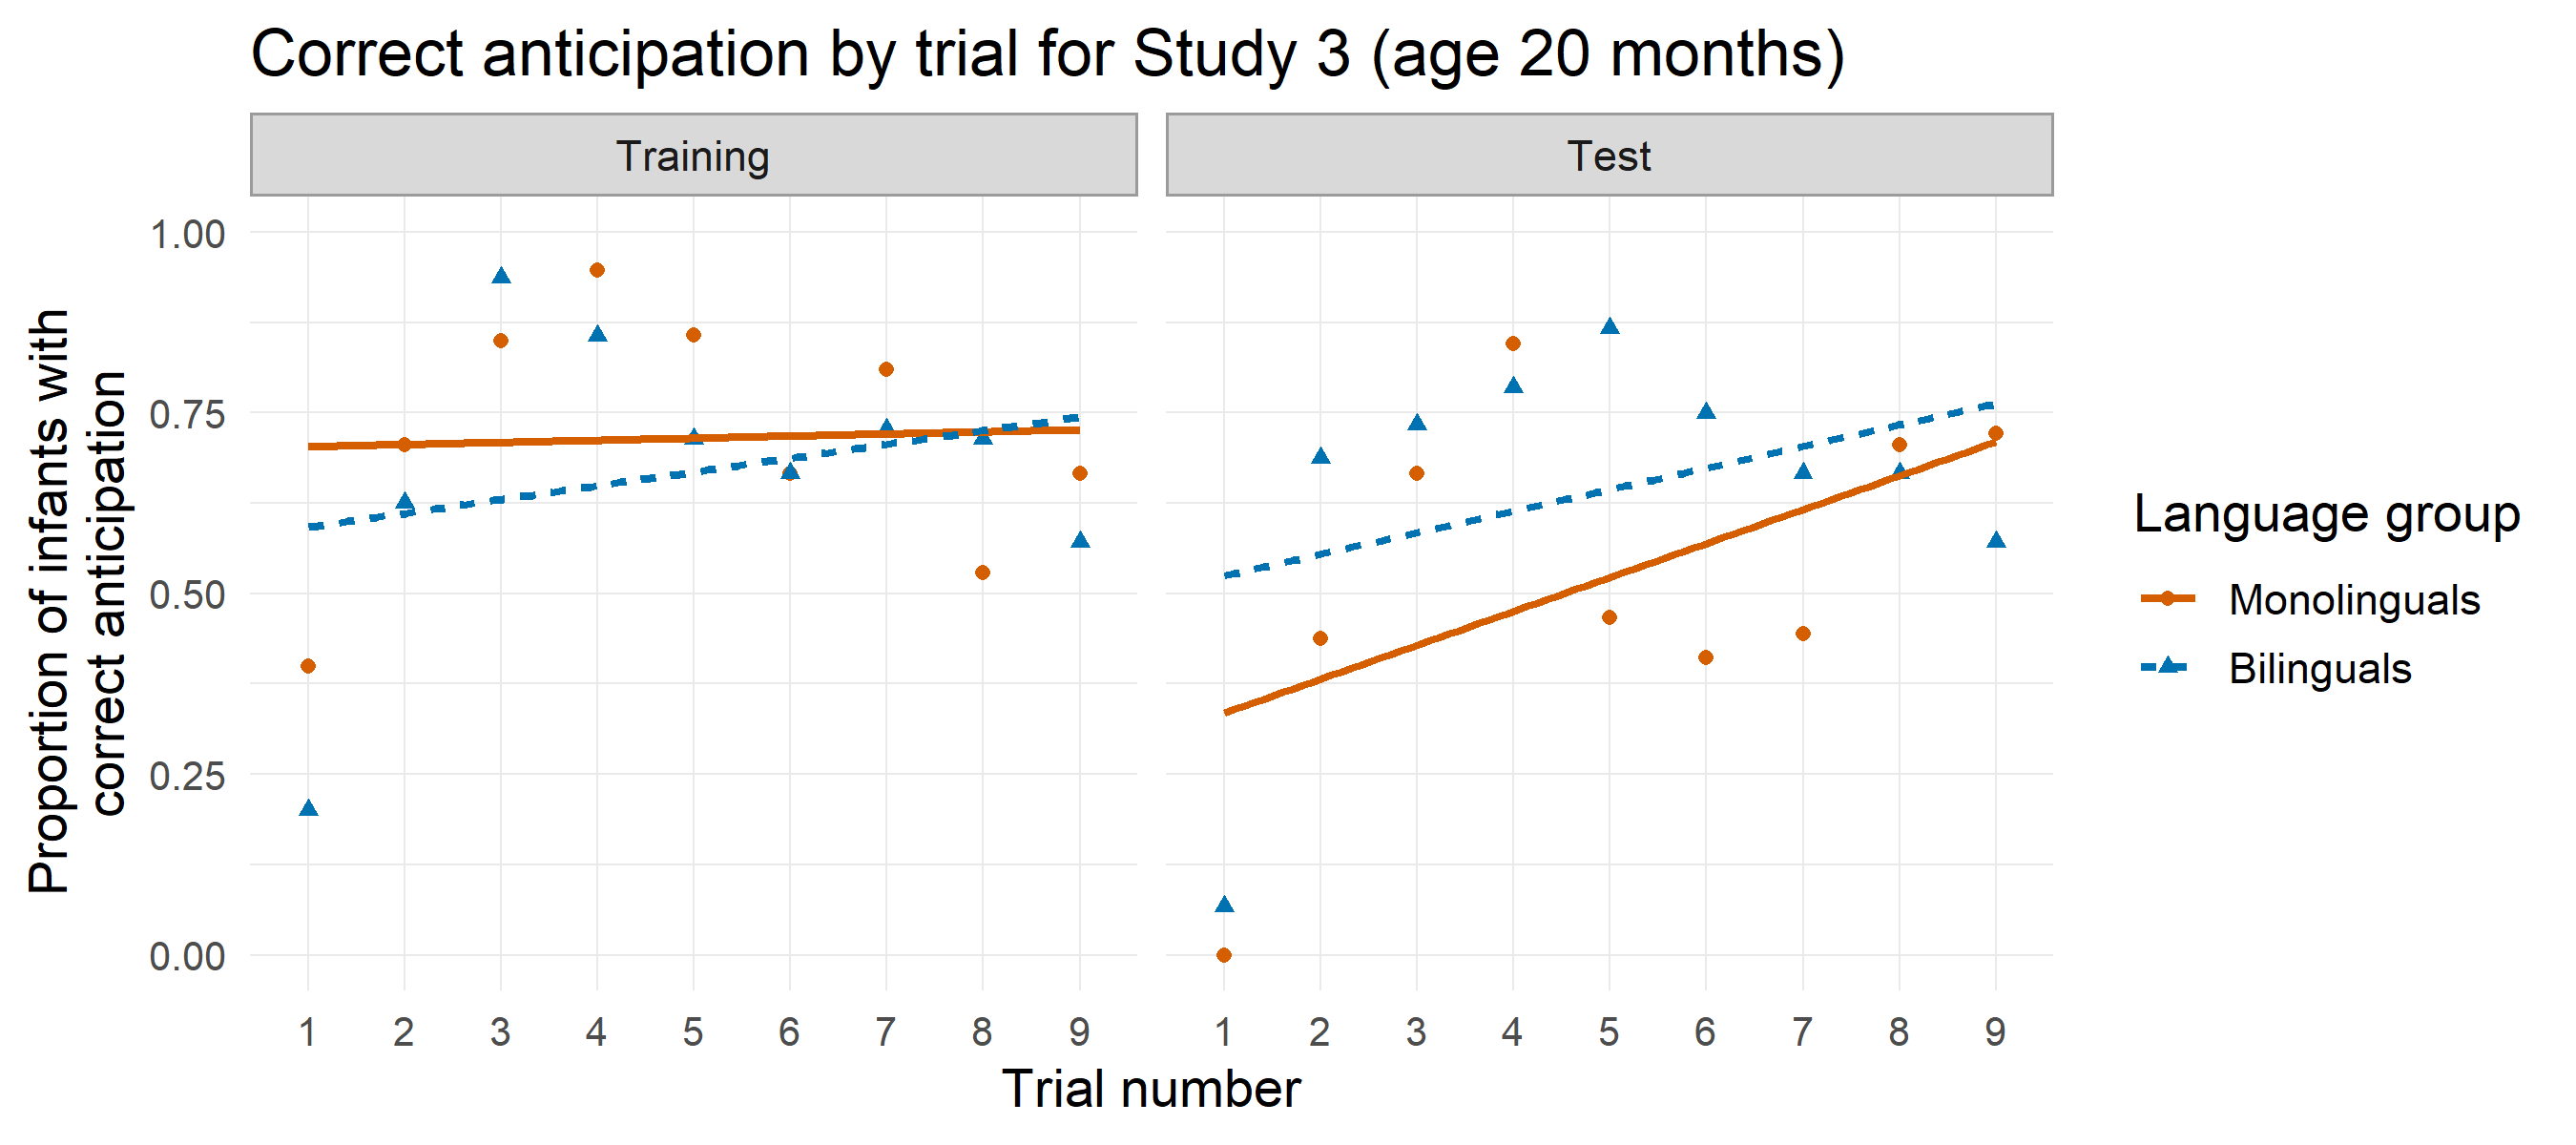 Correct anticipation by trial for Study 3 (age 20 months)
Training
Test
Proportion of infants with
correct anticipation
1.00
0.75
0.50
0.25
0.00
1 2 3 4 5 6 7 8 9
1 2 3 4 5 6 7 8 9
Trial number
Language group
Monolinguals
Bilinguals